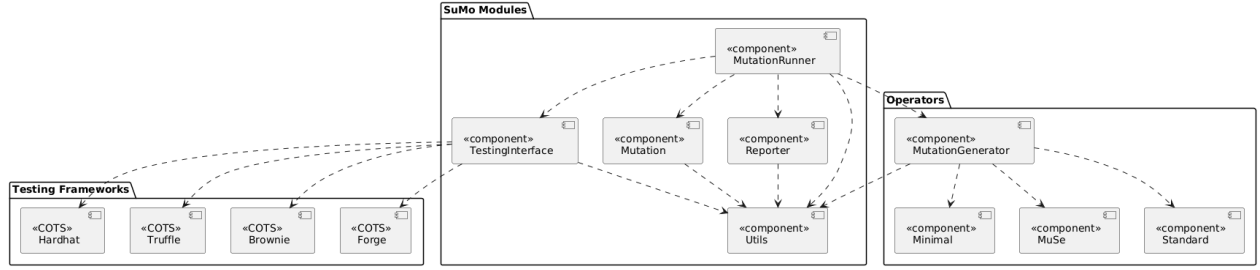 SuMo Modules
«component»
MutationRunner
Operators
«component»
TestingInterface
«component»
Mutation
«component»
Reporter
«component»
MutationGenerator
Testing Frameworks
«COTS»
Hardhat
«COTS»
Truffle
«COTS»
Brownie
«COTS»
Forge
«component»
Utils
«component»
Minimal
«component»
MuSe
«component»
Standard